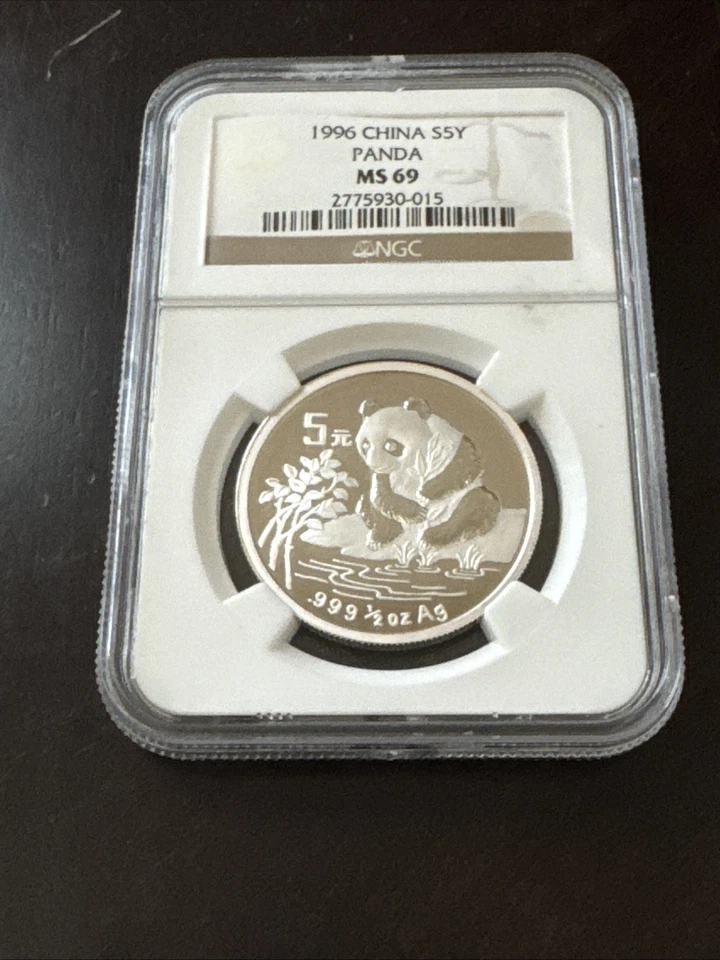 1996 CHINA S5Y
PANDA
MS 69
2775930-015
NGC
5元
.999 ½ oz Ag